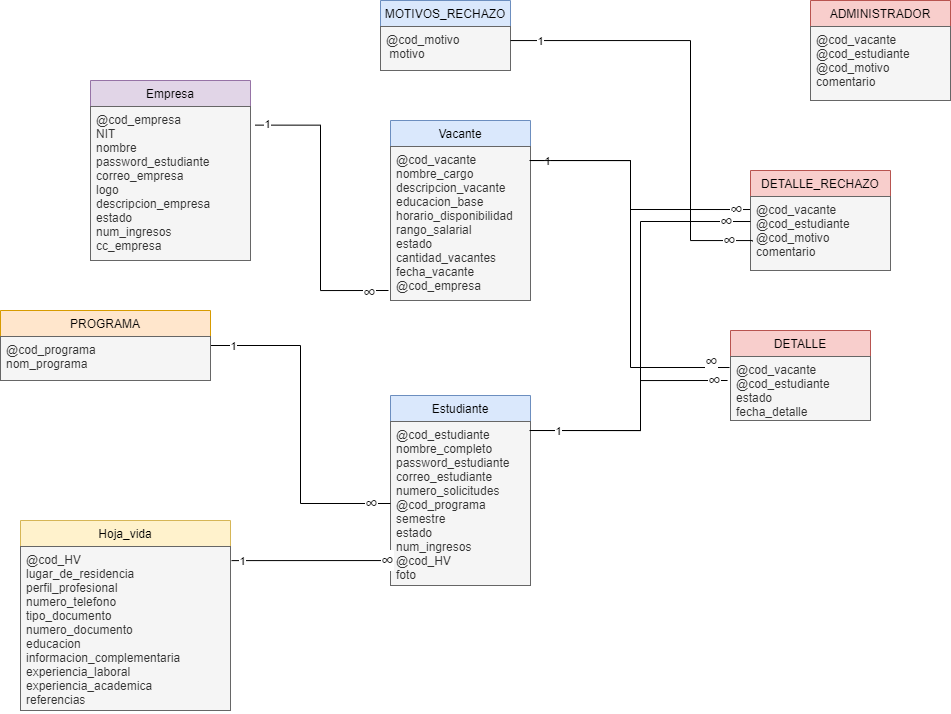 MOTIVOS_RECHAZO
@cod_motivo
motivo
ADMINISTRADOR
@cod_vacante
@cod_estudiante
@cod_motivo
comentario
Empresa
@cod_empresa
NIT
nombre
password_estudiante
correo_empresa
logo
descripcion_empresa
estado
num_ingresos
cc_empresa
Vacante
@cod_vacante
nombre_cargo
descripcion_vacante
educacion_base
horario_disponibilidad
rango_salarial
estado
cantidad_vacantes
fecha_vacante
@cod_empresa
DETALLE_RECHAZO
@cod_vacante
@cod_estudiante
@cod_motivo
comentario
PROGRAMA
@cod_programa
nom_programa
DETALLE
@cod_vacante
@cod_estudiante
estado
fecha_detalle
Estudiante
@cod_estudiante
nombre_completo
password_estudiante
correo_estudiante
numero_solicitudes
@cod_programa
semestre
estado
num_ingresos
@cod_HV
foto
Hoja_vida
@cod_HV
lugar_de_residencia
perfil_profesional
numero_telefono
tipo_documento
numero_documento
educacion
informacion_complementaria
experiencia_laboral
experiencia_academica
referencias
1
1
1
1
1
1
∞
∞
∞
∞
∞
∞
∞
∞